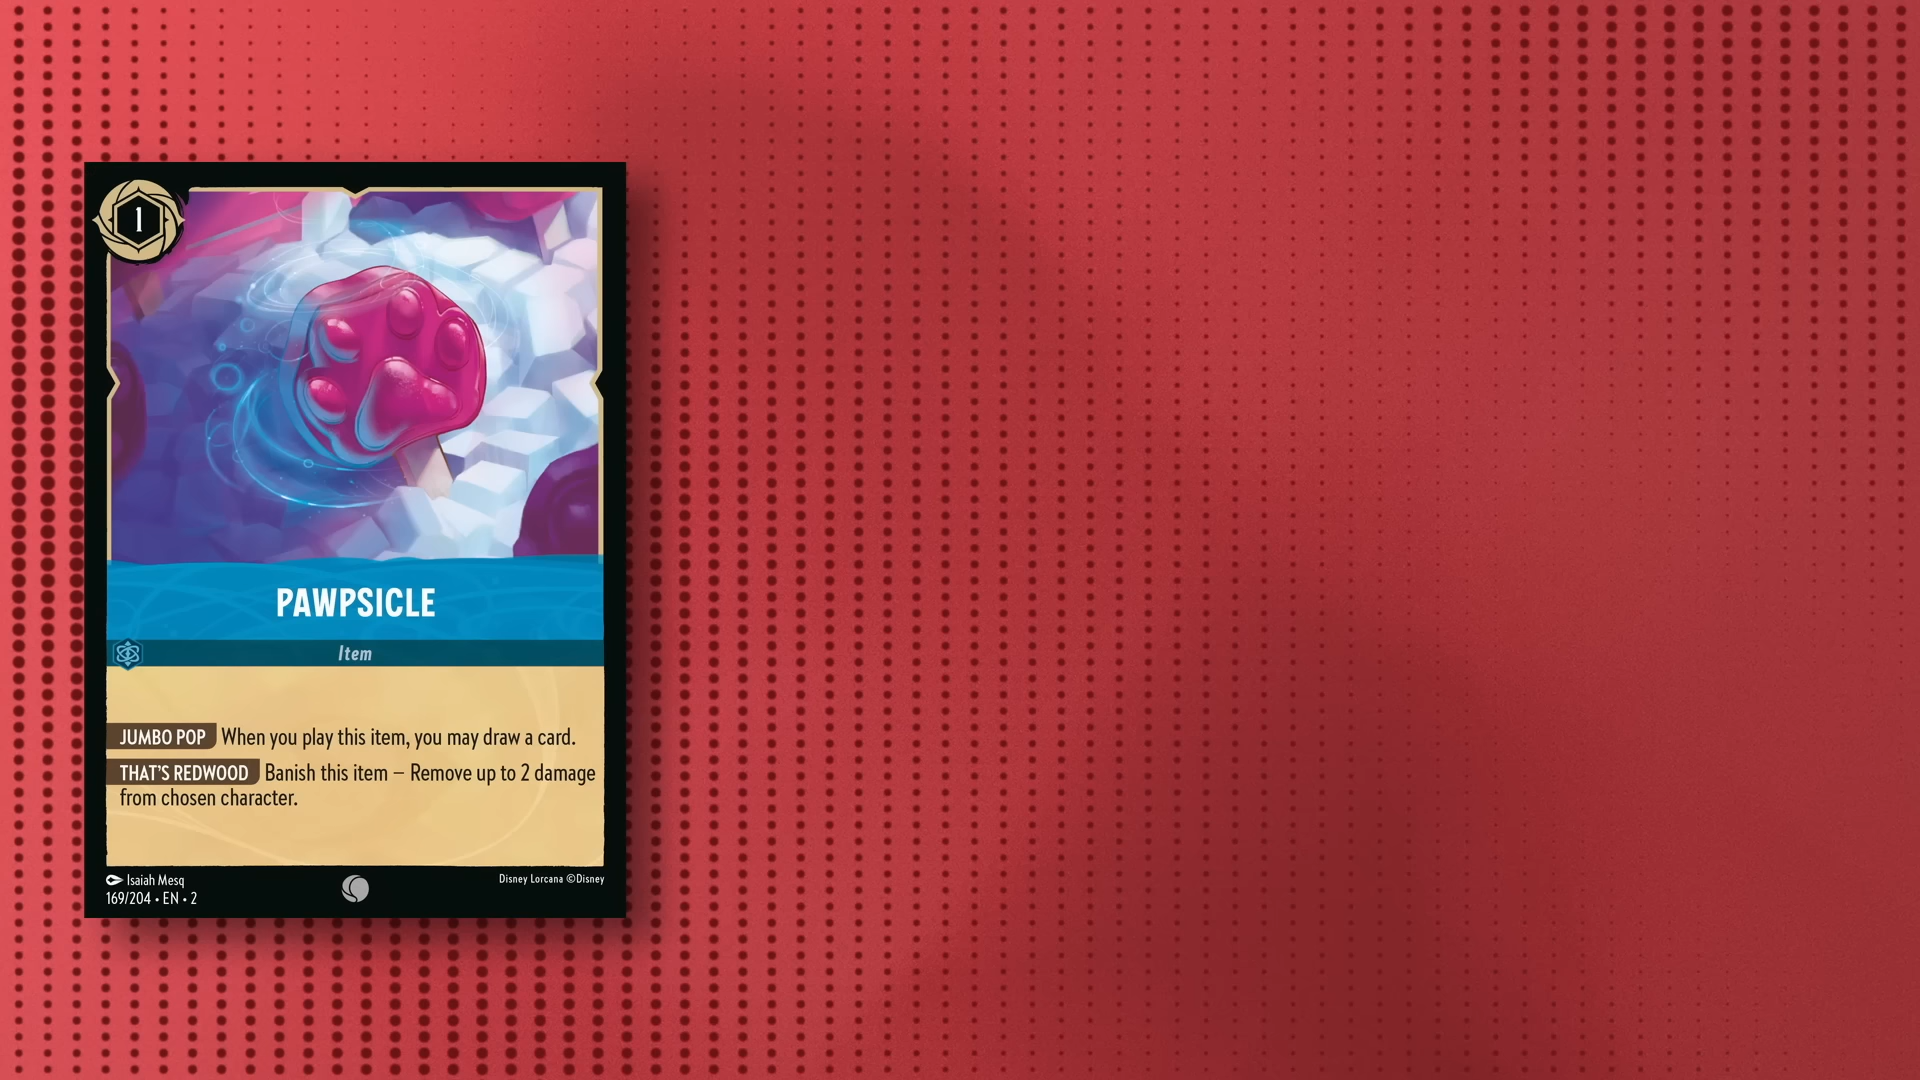 1
PAWPSICLE
Item
JUMBO POP When you play this item, you may draw a card.
THAT'S REDWOOD Banish this item – Remove up to 2 damage
from chosen character.
Isaiah Mesq
Disney Lorcana ©Disney
169/204 • EN • 2